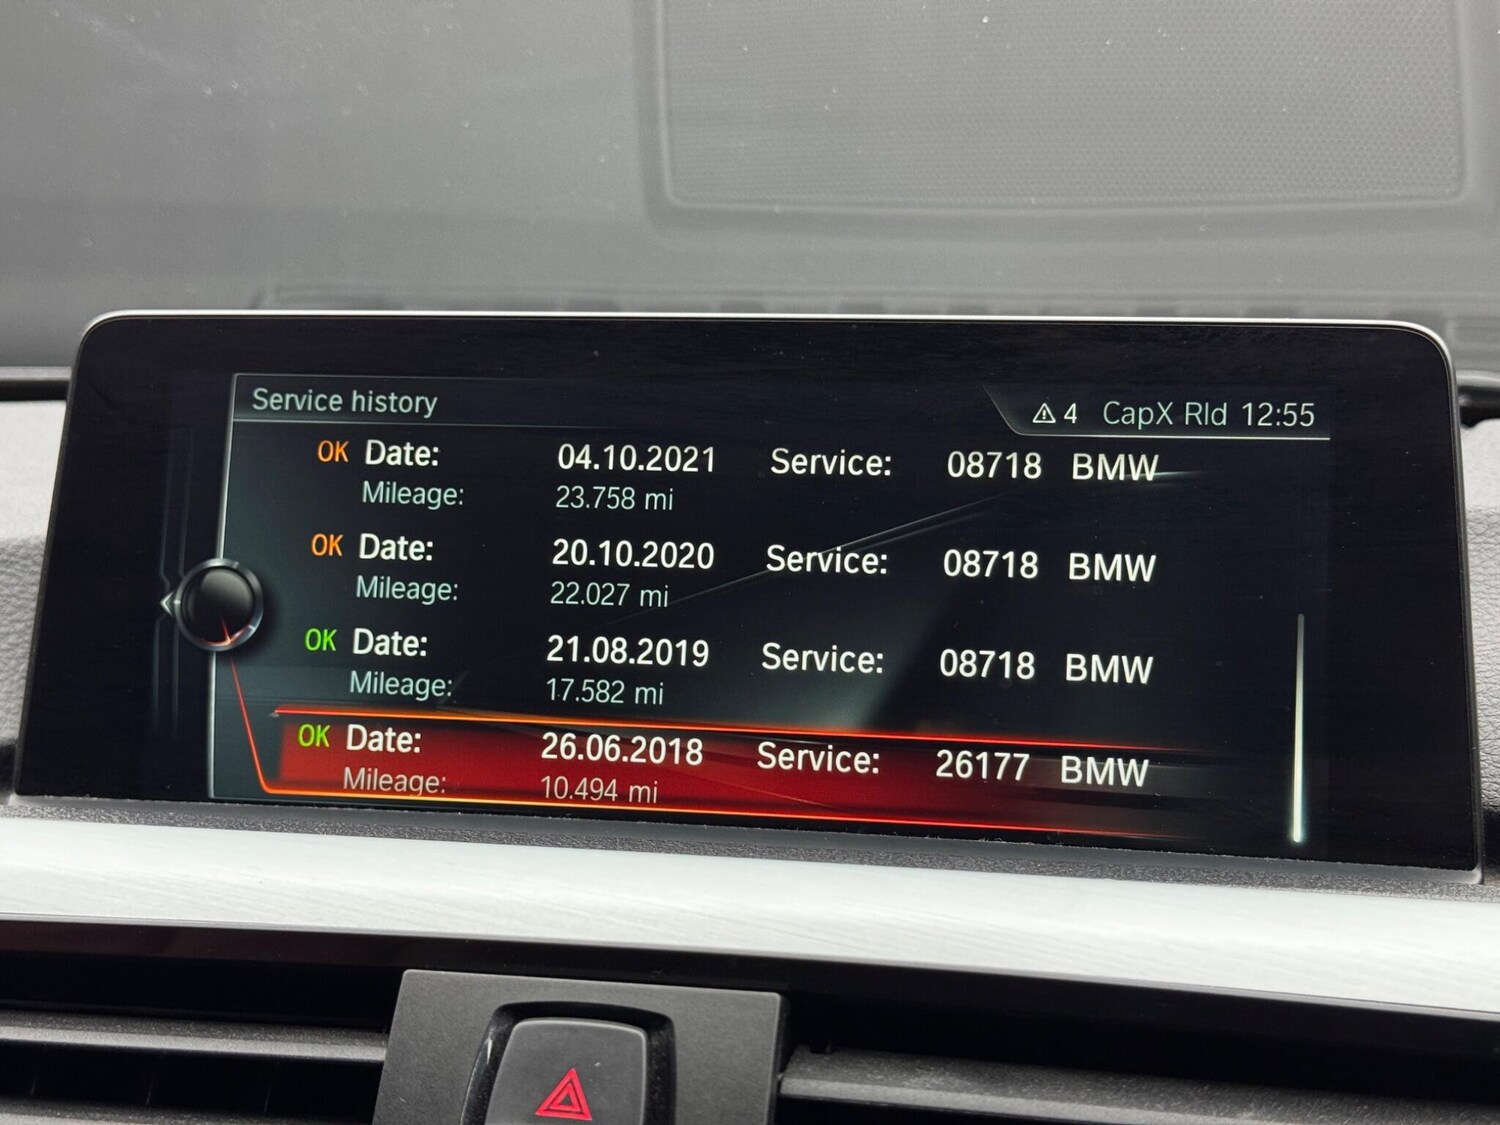 Service history
⚠ 4 CapX Rld 12:55
OK Date: 04.10.2021 Service: 08718 BMW
Mileage: 23.758 mi
OK Date: 20.10.2020 Service: 08718 BMW
Mileage: 22.027 mi
OK Date: 21.08.2019 Service: 08718 BMW
Mileage: 17.582 mi
OK Date: 26.06.2018 Service: 26177 BMW
Mileage: 10.494 mi